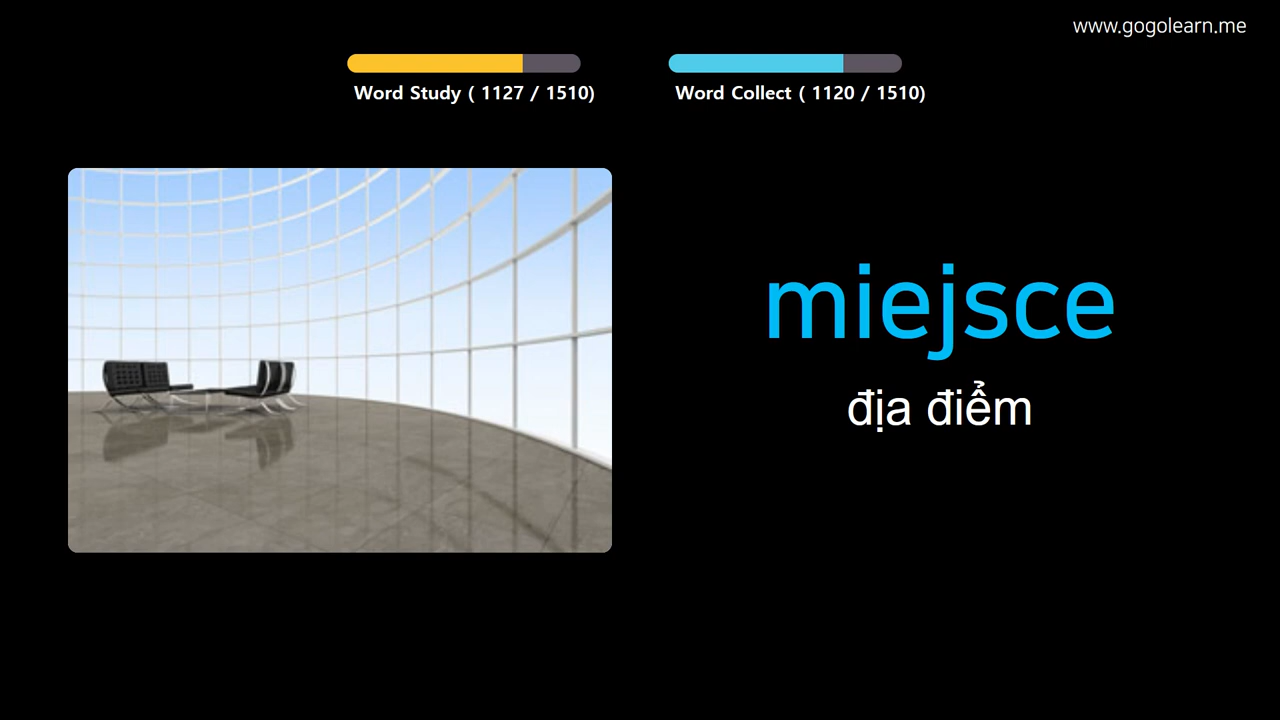 www.gogolearn.me
Word Study ( 1127 / 1510)
Word Collect ( 1120 / 1510)
miejsce
địa điểm